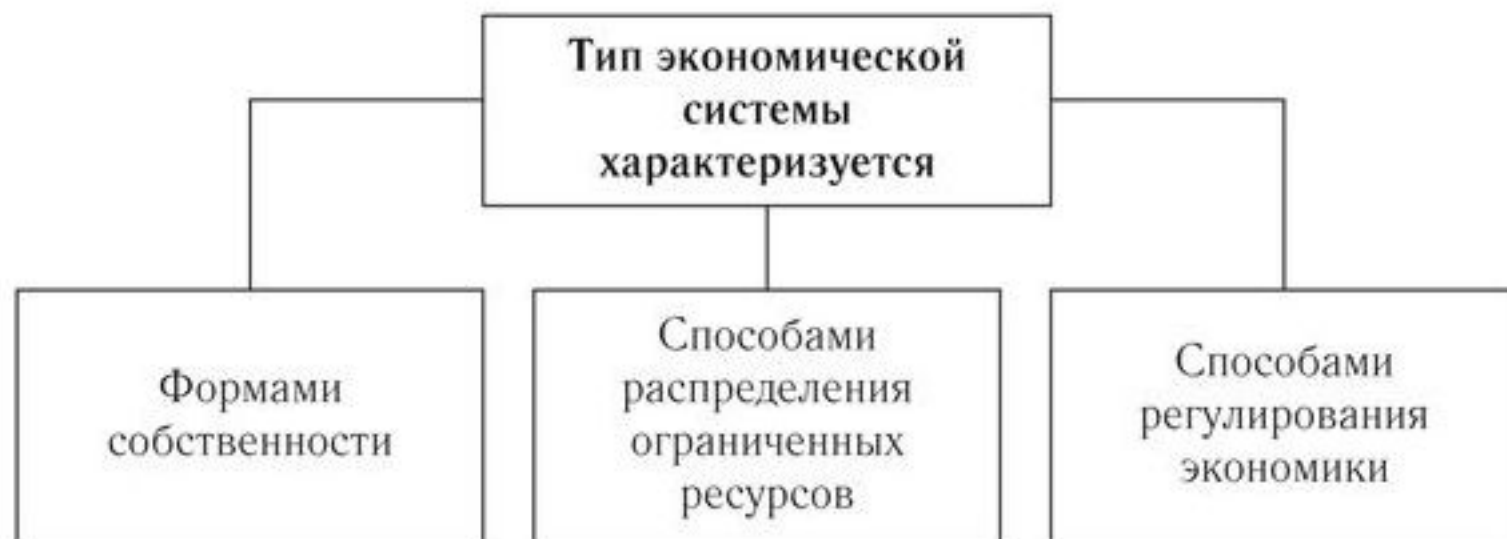 Тип экономической
системы
характеризуется
Формами
собственности
Способами
распределения
ограниченных
ресурсов
Способами
регулирования
экономики